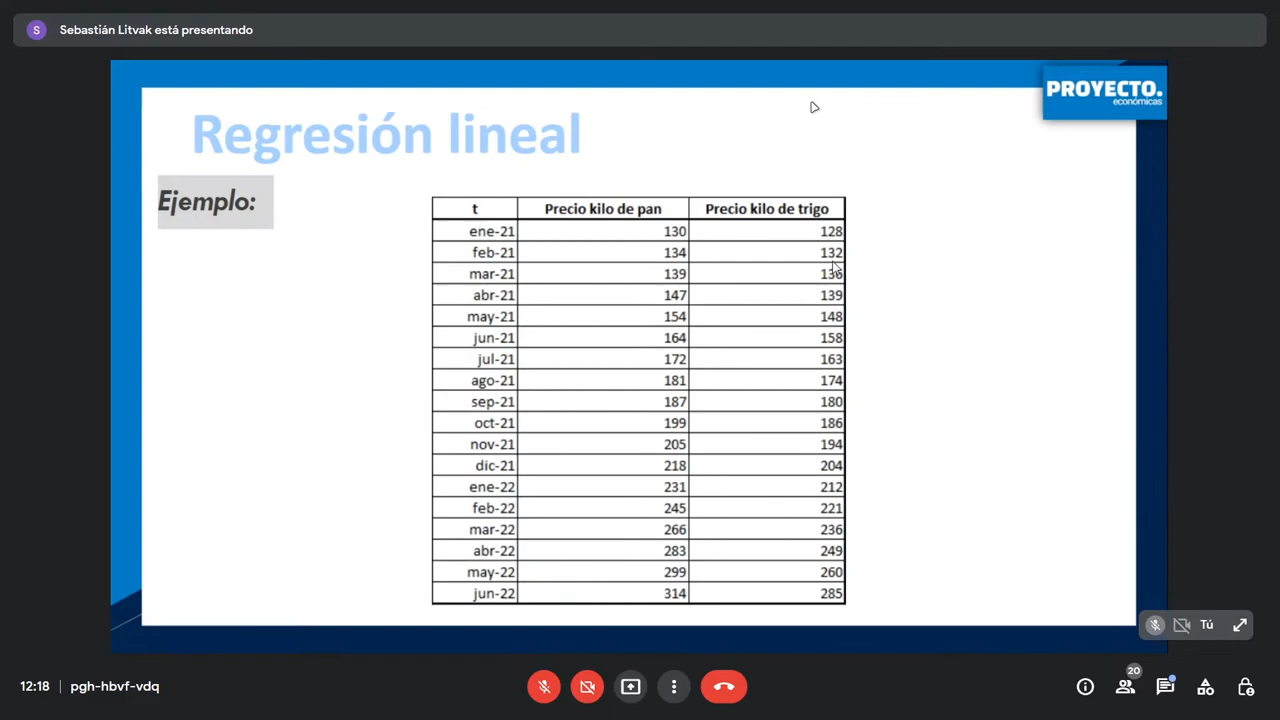 S Sebastián Litvak está presentando
PROYECTO.
económicas
Regresión lineal
Ejemplo:
t Precio kilo de pan Precio kilo de trigo
ene-21 130 128
feb-21 134 132
mar-21 139 136
abr-21 147 139
may-21 154 148
jun-21 164 158
jul-21 172 163
ago-21 181 174
sep-21 187 180
oct-21 199 186
nov-21 205 194
dic-21 218 204
ene-22 231 212
feb-22 245 221
mar-22 266 236
abr-22 283 249
may-22 299 260
jun-22 314 285
Tú
12:18 | pgh-hbvf-vdq
20